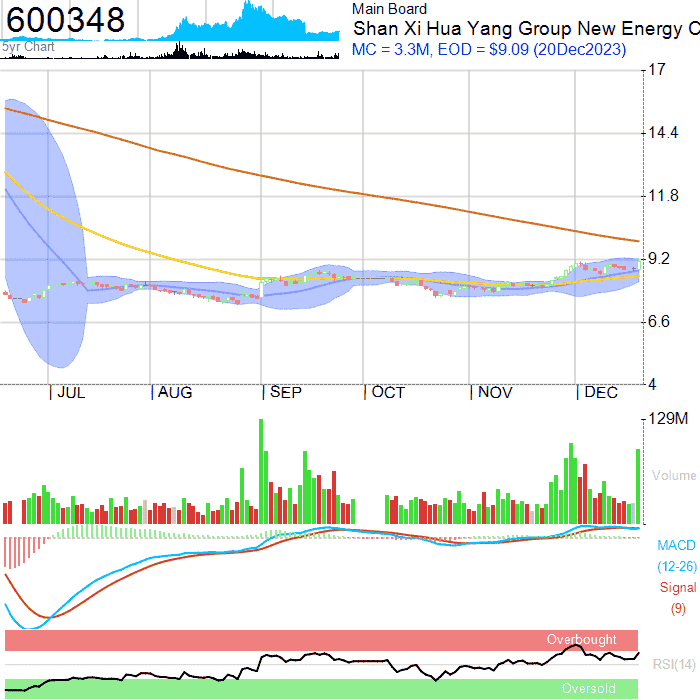 600348
5yr Chart
Main Board
Shan Xi Hua Yang Group New Energy C
MC = 3.3M, EOD = $9.09 (20Dec2023)
17
14.4
11.8
9.2
6.6
4
JUL AUG SEP OCT NOV DEC
129M
Volume
MACD
(12-26)
Signal
(9)
Overbought
RSI(14)
Oversold